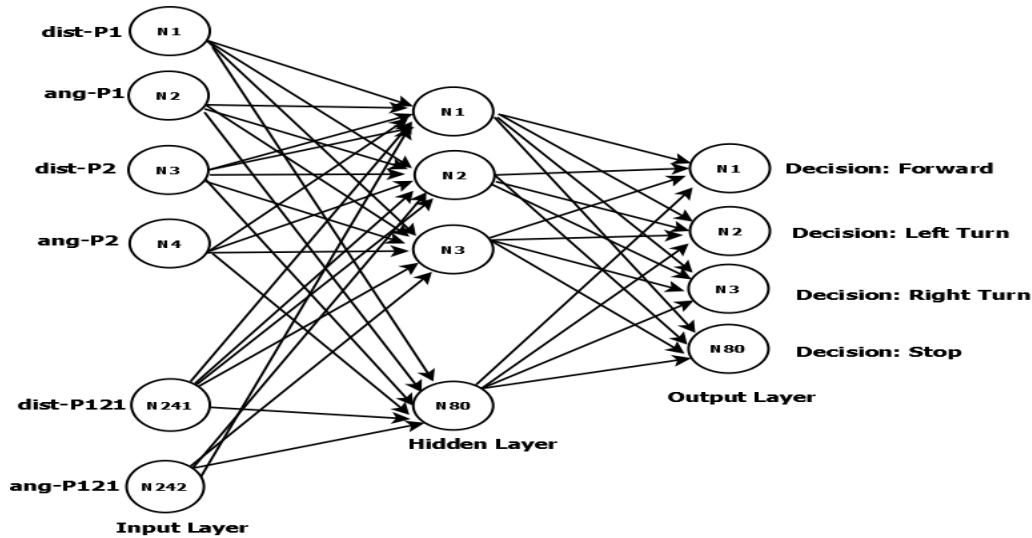 dist-P1
N1
ang-P1
N2
dist-P2
N3
ang-P2
N4
dist-P121
N241
ang-P121
N242
Input Layer
N1
N2
N3
N80
Hidden Layer
N1
Decision: Forward
N2
Decision: Left Turn
N3
Decision: Right Turn
N80
Decision: Stop
Output Layer